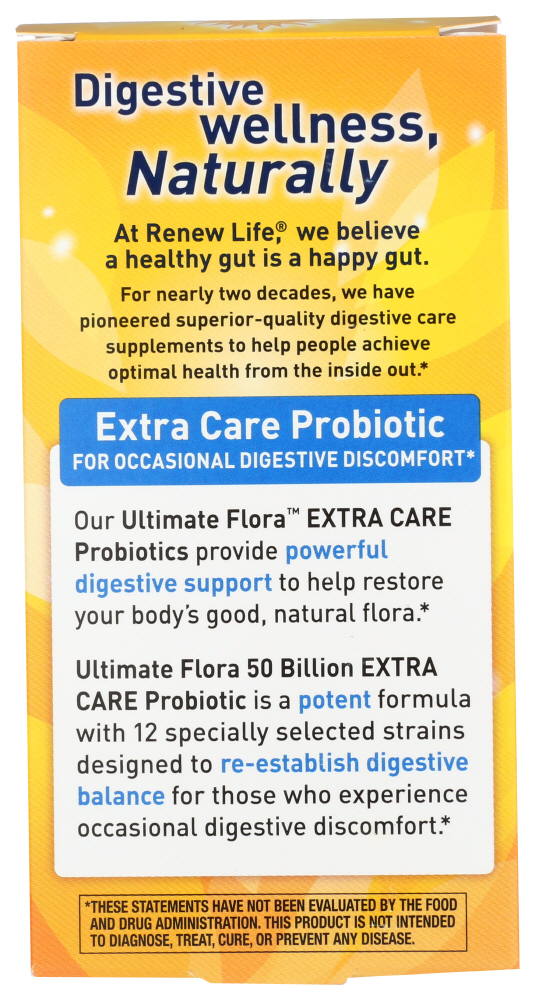 Digestive
wellness,
Naturally
At Renew Life,® we believe
a healthy gut is a happy gut.
For nearly two decades, we have
pioneered superior-quality digestive care
supplements to help people achieve
optimal health from the inside out.*
Extra Care Probiotic
FOR OCCASIONAL DIGESTIVE DISCOMFORT*
Our Ultimate Flora™ EXTRA CARE
Probiotics provide powerful
digestive support to help restore
your body's good, natural flora.*
Ultimate Flora 50 Billion EXTRA
CARE Probiotic is a potent formula
with 12 specially selected strains
designed to re-establish digestive
balance for those who experience
occasional digestive discomfort.*
*THESE STATEMENTS HAVE NOT BEEN EVALUATED BY THE FOOD
AND DRUG ADMINISTRATION. THIS PRODUCT IS NOT INTENDED
TO DIAGNOSE, TREAT, CURE, OR PREVENT ANY DISEASE.